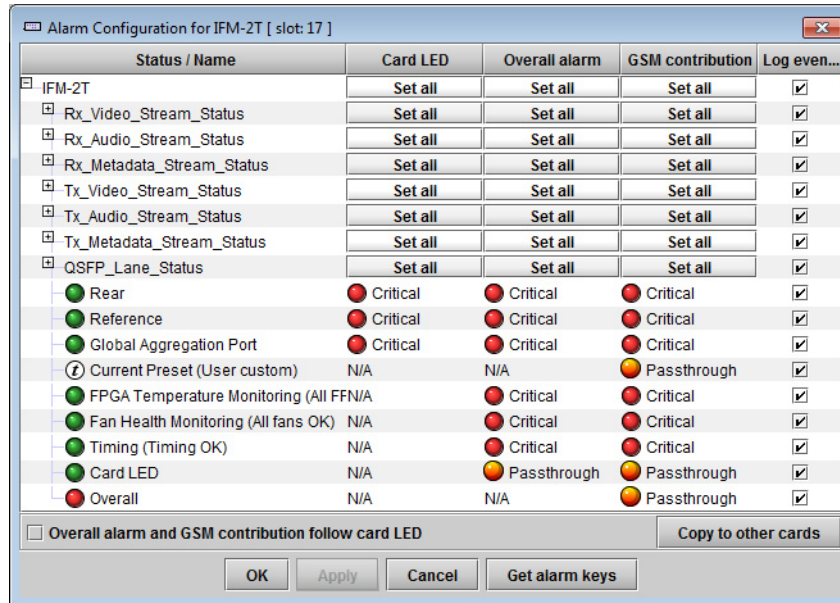 Alarm Configuration for IFM-2T [ slot: 17 ]
Status / Name Card LED Overall alarm GSM contribution Log even...
IFM-2T Set all Set all Set all
Rx_Video_Stream_Status Set all Set all Set all
Rx_Audio_Stream_Status Set all Set all Set all
Rx_Metadata_Stream_Status Set all Set all Set all
Tx_Video_Stream_Status Set all Set all Set all
Tx_Audio_Stream_Status Set all Set all Set all
Tx_Metadata_Stream_Status Set all Set all Set all
QSFP_Lane_Status Set all Set all Set all
Rear Critical Critical Critical
Reference Critical Critical Critical
Global Aggregation Port Critical Critical Critical
t Current Preset (User custom) N/A N/A Passthrough
FPGA Temperature Monitoring (All FF N/A Critical Critical
Fan Health Monitoring (All fans OK) N/A Critical Critical
Timing (Timing OK) N/A Critical Critical
Card LED N/A Passthrough Passthrough
Overall N/A N/A Passthrough
Overall alarm and GSM contribution follow card LED Copy to other cards
OK Apply Cancel Get alarm keys